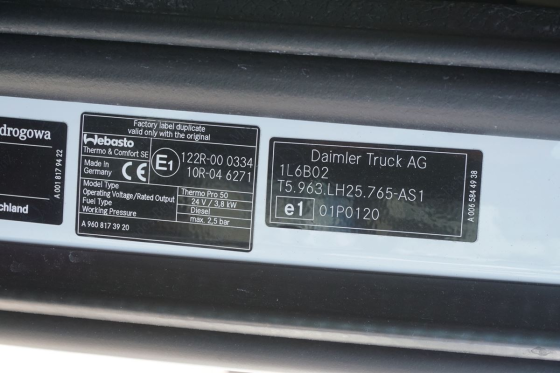 drogowa
chland
A 001 817 94 22
Factory label duplicate
valid only with the original
Webasto
Thermo & Comfort SE
Made in
Germany
CE
E1
122R-00 0334
10R-04 6271
Model Type Thermo Pro 50
Operating Voltage/Rated Output 24 V / 3,8 kW
Fuel Type Diesel
Working Pressure max. 2,5 bar
A 960 817 39 20
Daimler Truck AG
1L6B02
T5.963.LH25.765-AS1
e1 01P0120
A 006 584 49 38